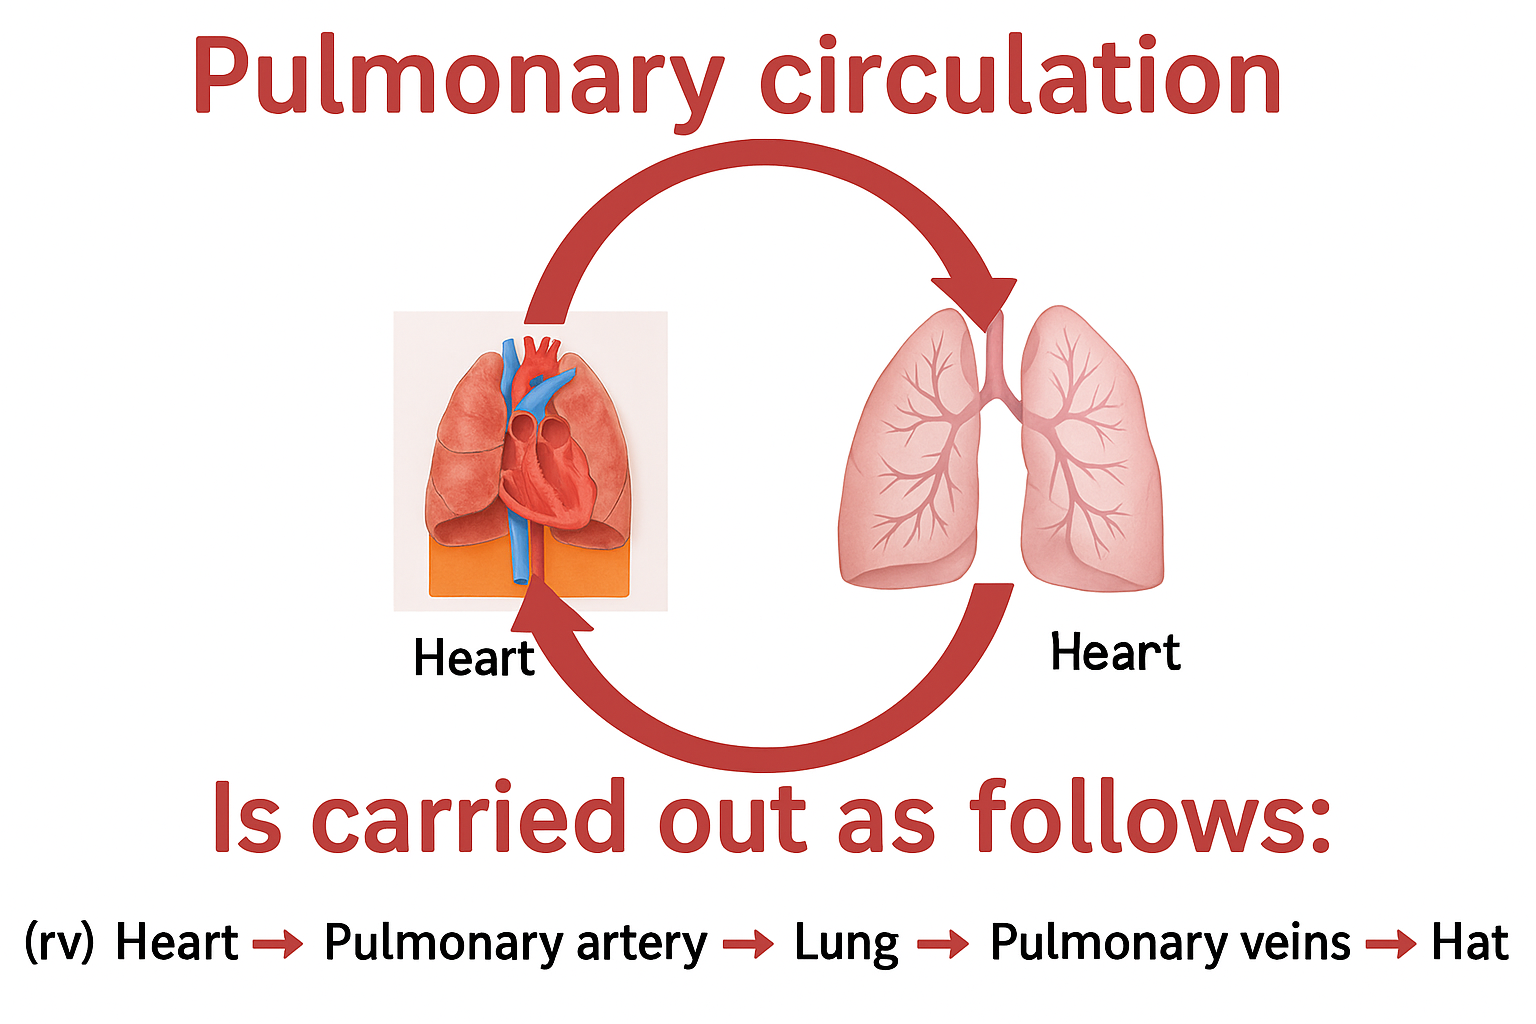 Pulmonary circulation
Heart
Heart
Is carried out as follows:
(rv) Heart → Pulmonary artery → Lung → Pulmonary veins → Hat